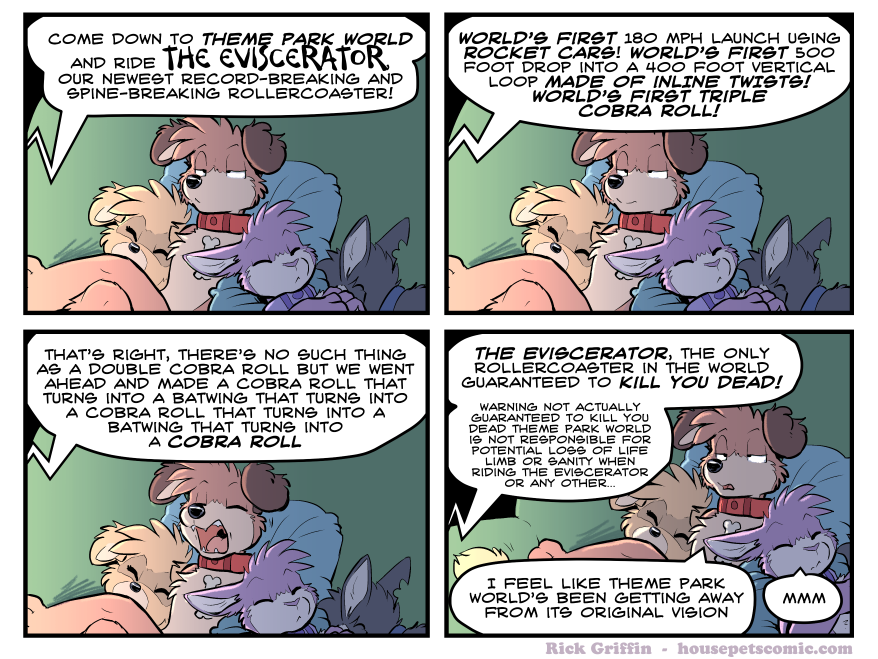 COME DOWN TO THEME PARK WORLD
AND RIDE THE EVISCERATOR
OUR NEWEST RECORD-BREAKING AND
SPINE-BREAKING ROLLERCOASTER!
WORLD'S FIRST 180 MPH LAUNCH USING
ROCKET CARS! WORLD'S FIRST 500
FOOT DROP INTO A 400 FOOT VERTICAL
LOOP MADE OF INLINE TWISTS!
WORLD'S FIRST TRIPLE
COBRA ROLL!
THAT'S RIGHT, THERE'S NO SUCH THING
AS A DOUBLE COBRA ROLL BUT WE WENT
AHEAD AND MADE A COBRA ROLL THAT
TURNS INTO A BATWING THAT TURNS INTO
A COBRA ROLL THAT TURNS INTO A
BATWING THAT TURNS INTO
A COBRA ROLL
THE EVISCERATOR, THE ONLY
ROLLERCOASTER IN THE WORLD
GUARANTEED TO KILL YOU DEAD!
WARNING NOT ACTUALLY
GUARANTEED TO KILL YOU
DEAD THEME PARK WORLD
IS NOT RESPONSIBLE FOR
POTENTIAL LOSS OF LIFE
LIMB OR SANITY WHEN
RIDING THE EVISCERATOR
OR ANY OTHER...
I FEEL LIKE THEME PARK
WORLD'S BEEN GETTING AWAY
FROM ITS ORIGINAL VISION
MMM
Rick Griffin - housepetscomic.com